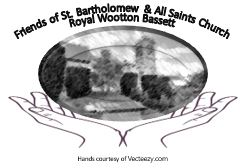 Friends of St. Bartholomew & All Saints Church
Royal Wootton Bassett
Hands courtesy of Vecteezy.com